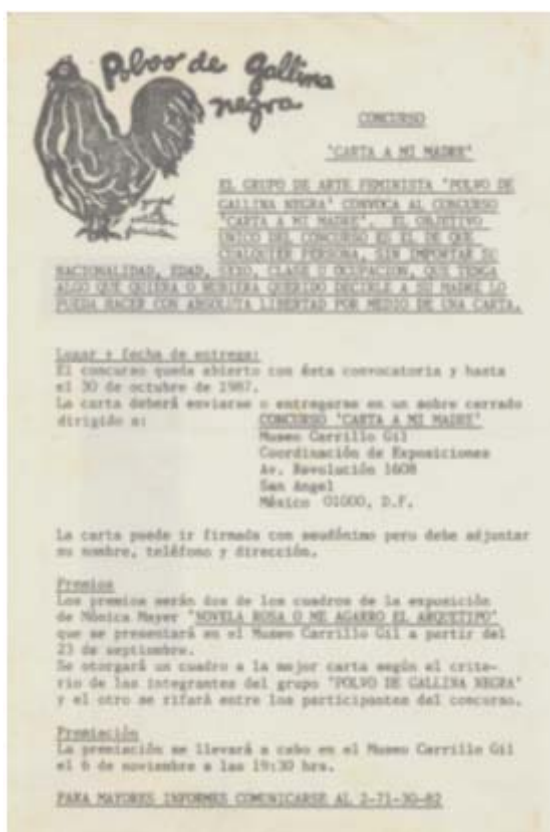 Polvo de Gallina
negra
CONCURSO
"CARTA A MI MADRE"
EL GRUPO DE ARTE FEMINISTA "POLVO DE
GALLINA NEGRA" CONVOCA AL CONCURSO
"CARTA A MI MADRE". EL OBJETIVO
UNICO DEL CONCURSO ES EL DE QUE
CUALQUIER PERSONA, SIN IMPORTAR SU
NACIONALIDAD, EDAD, SEXO, CLASE U OCUPACION, QUE TENGA
ALGO QUE QUIERA O HUBIERA QUERIDO DECIRLE A SU MADRE LO
PUEDA HACER CON ABSOLUTA LIBERTAD POR MEDIO DE UNA CARTA.
Lugar y fecha de entrega:
El concurso queda abierto con ésta convocatoria y hasta
el 30 de octubre de 1987.
La carta deberá enviarse o entregarse en un sobre cerrado
dirigido a: CONCURSO "CARTA A MI MADRE"
Museo Carrillo Gil
Coordinación de Exposiciones
Av. Revolución 1608
San Angel
México 01000, D.F.
La carta puede ir firmada con seudónimo pero debe adjuntar
su nombre, teléfono y dirección.
Premios
Los premios serán dos de los cuadros de la exposición
de Mónica Mayer "NOVELA ROSA O ME AGARRO EL ARQUETIPO"
que se presentará en el Museo Carrillo Gil a partir del
23 de septiembre.
Se otorgará un cuadro a la mejor carta según el crite-
rio de las integrantes del grupo "POLVO DE GALLINA NEGRA"
y el otro se rifará entre los participantes del concurso.
Premiación
La premiación se llevará a cabo en el Museo Carrillo Gil
el 6 de noviembre a las 19:30 hrs.
PARA MAYORES INFORMES COMUNICARSE AL 2-71-30-82